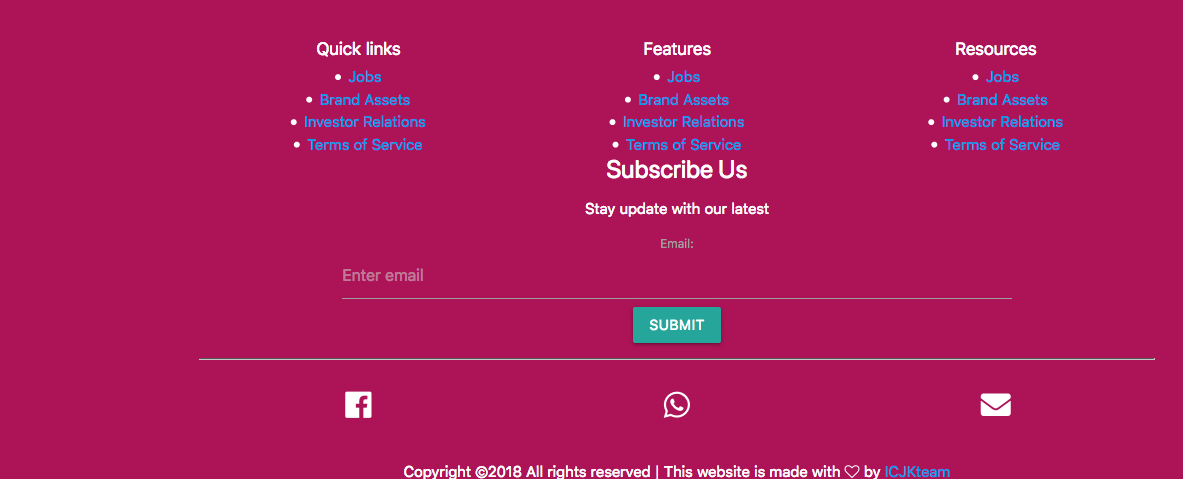 Quick links
• Jobs
• Brand Assets
• Investor Relations
• Terms of Service
Features
• Jobs
• Brand Assets
• Investor Relations
• Terms of Service
Resources
• Jobs
• Brand Assets
• Investor Relations
• Terms of Service
Subscribe Us
Stay update with our latest
Email:
Enter email
SUBMIT
Copyright ©2018 All rights reserved | This website is made with ♡ by ICJKteam